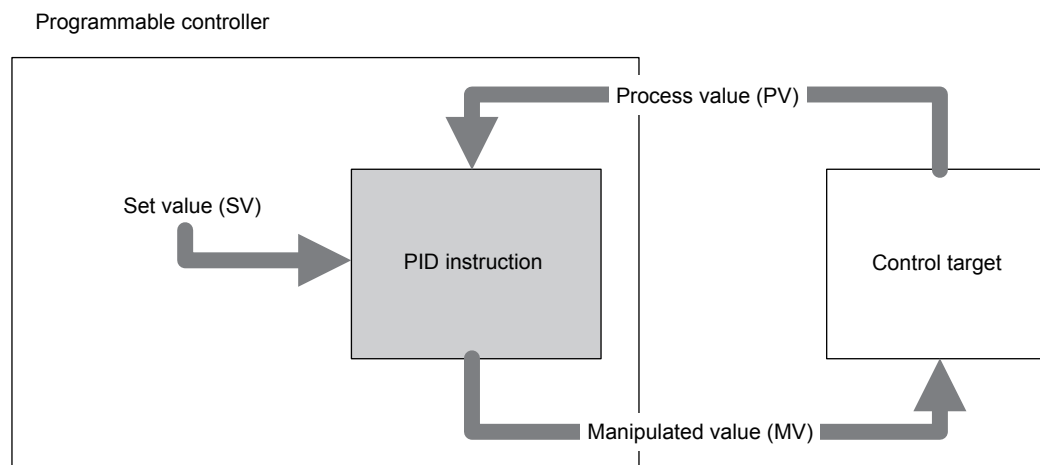 Programmable controller
Process value (PV)
Set value (SV)
PID instruction
Control target
Manipulated value (MV)